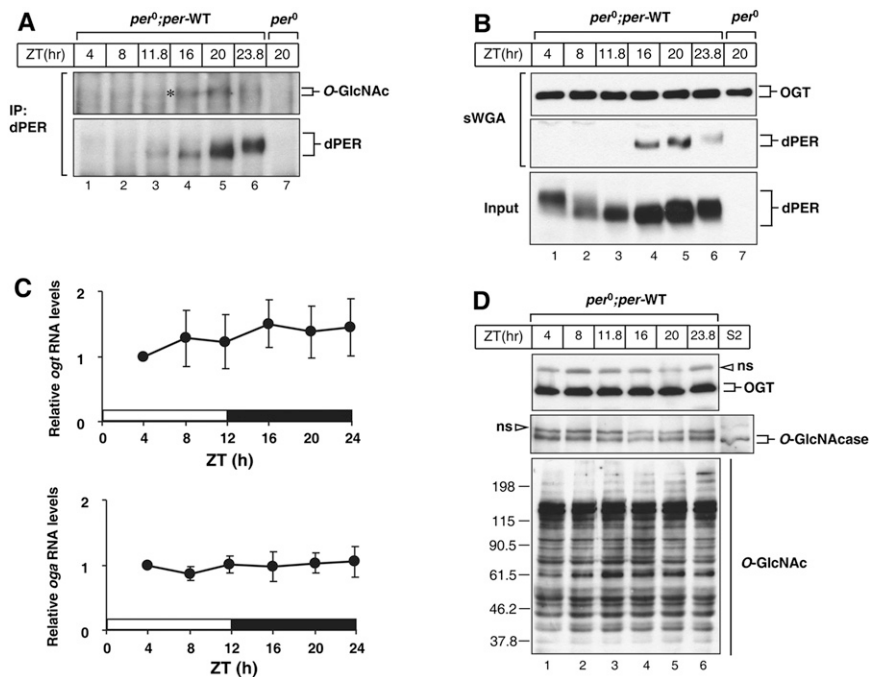 A
per⁰;per-WT per⁰
ZT(hr) 4 8 11.8 16 20 23.8 20
IP:
dPER
*
O-GlcNAc
dPER
1 2 3 4 5 6 7
B
per⁰;per-WT per⁰
ZT(hr) 4 8 11.8 16 20 23.8 20
sWGA
OGT
dPER
Input
dPER
1 2 3 4 5 6 7
C
Relative ogt RNA levels
2
1
0
4 8 12 16 20 24
ZT (h)
Relative oga RNA levels
2
1
0
4 8 12 16 20 24
ZT (h)
D
per⁰;per-WT
ZT(hr) 4 8 11.8 16 20 23.8 S2
ns
OGT
ns
O-GlcNAcase
198
115
90.5
61.5
46.2
37.8
O-GlcNAc
1 2 3 4 5 6